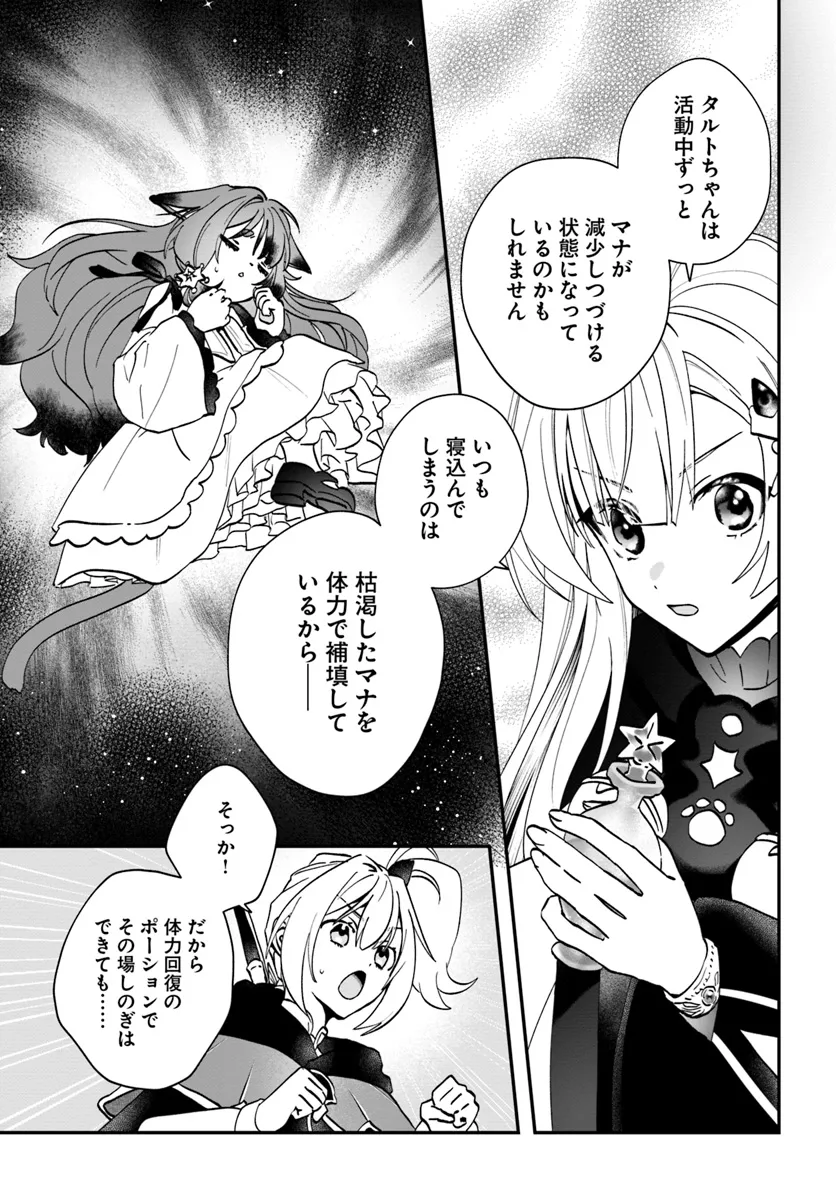 タルトちゃんは
活動中ずっと
マナが
減少しつづける
状態になって
いるのかも
しれません
いつも
寝込んで
しまうのは
枯渇したマナを
体力で補填して
いるから――
そっか！
だから
体力回復の
ポーションで
その場しのぎは
できても……